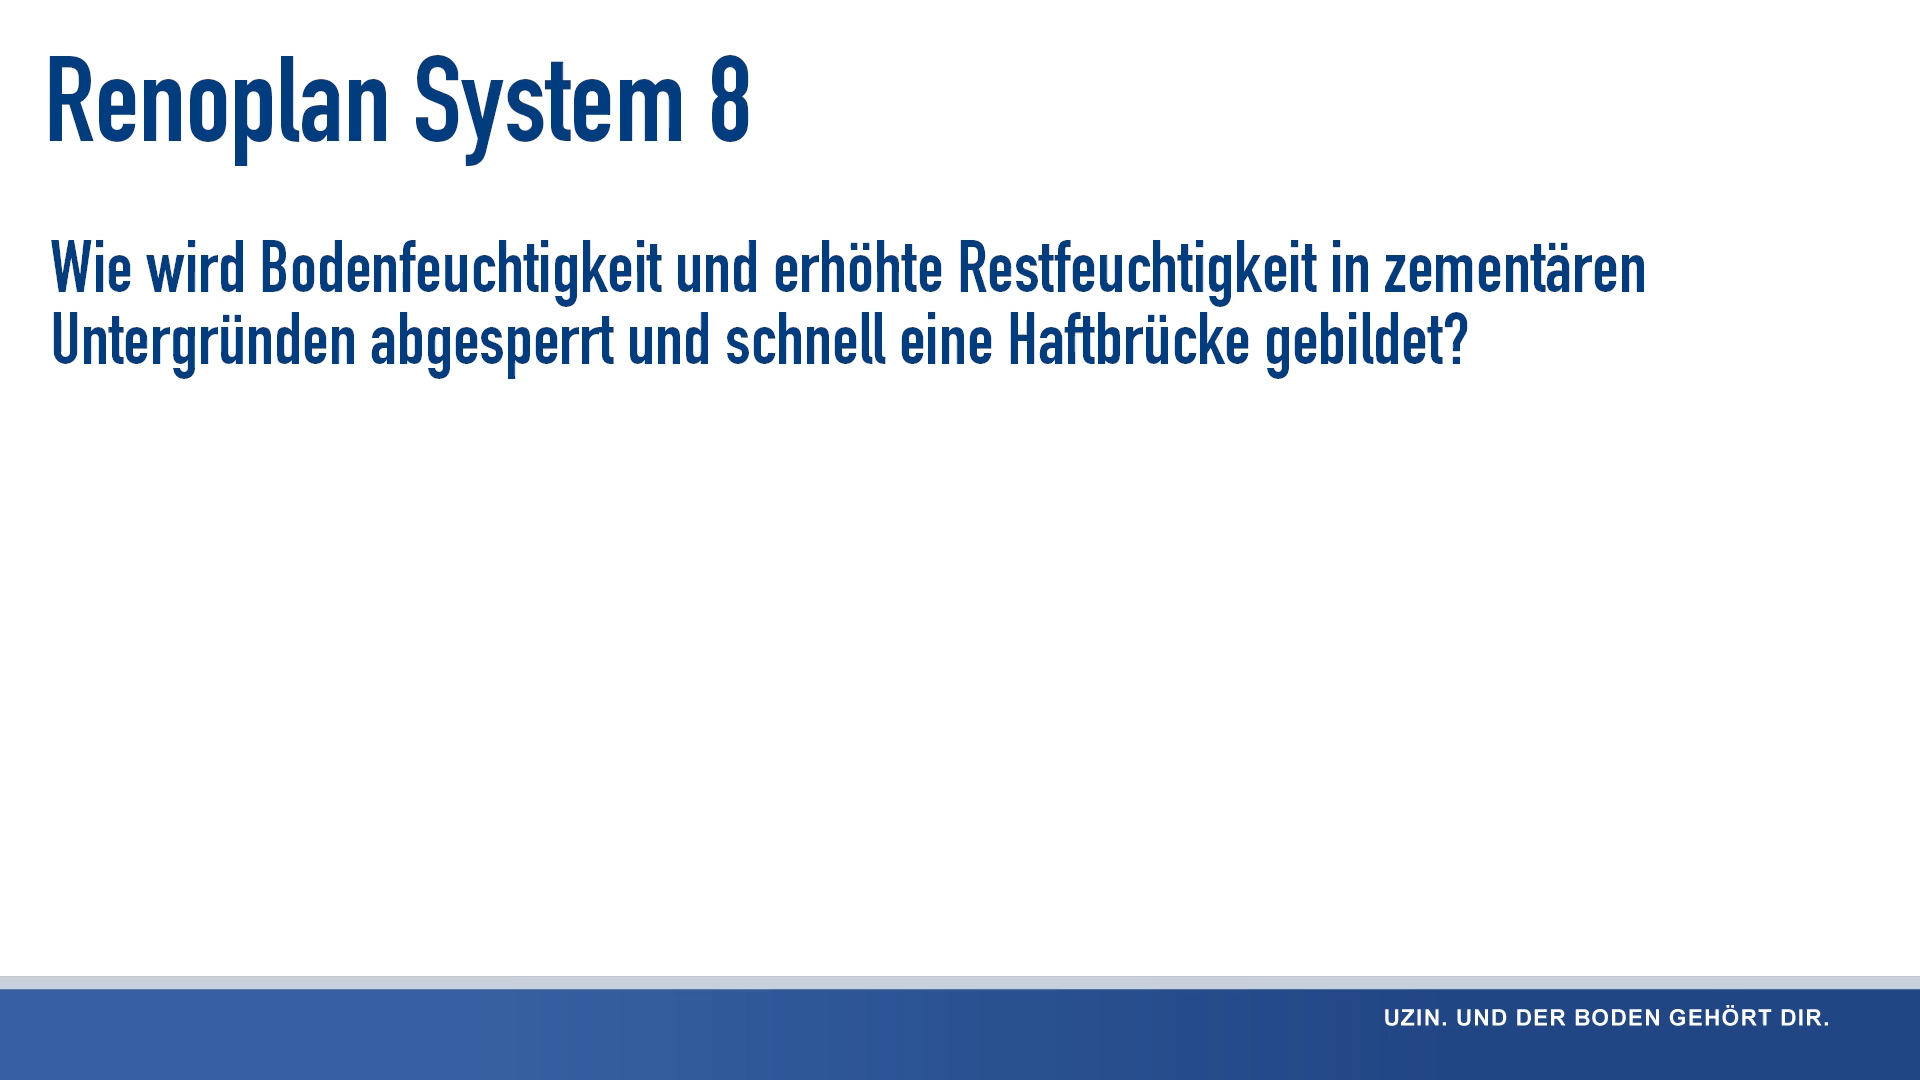 Renoplan System 8
Wie wird Bodenfeuchtigkeit und erhöhte Restfeuchtigkeit in zementären
Untergründen abgesperrt und schnell eine Haftbrücke gebildet?
UZIN. UND DER BODEN GEHÖRT DIR.